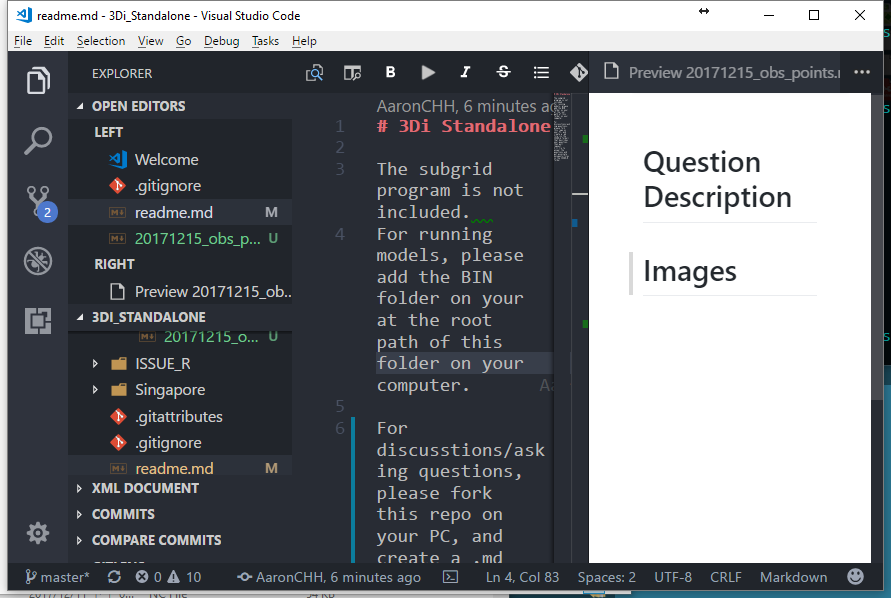 readme.md - 3Di_Standalone - Visual Studio Code
File Edit Selection View Go Debug Tasks Help
EXPLORER
OPEN EDITORS
LEFT
Welcome
.gitignore
readme.md M
20171215_obs_p... U
RIGHT
Preview 20171215_ob..
3DI_STANDALONE
20171215_o... U
ISSUE_R
Singapore
.gitattributes
.gitignore
readme.md M
XML DOCUMENT
COMMITS
COMPARE COMMITS
2
B I S
AaronCHH, 6 minutes a
1 # 3Di Standalone
2
3 The subgrid
program is not
included.
4 For running
models, please
add the BIN
folder on your
at the root
path of this
folder on your
computer.
5
6 For
discusstions/ask
ing questions,
please fork
this repo on
your PC, and
create a .md
Preview 20171215_obs_points.
Question
Description
Images
master* 0 10 AaronCHH, 6 minutes ago Ln 4, Col 83 Spaces: 2 UTF-8 CRLF Markdown